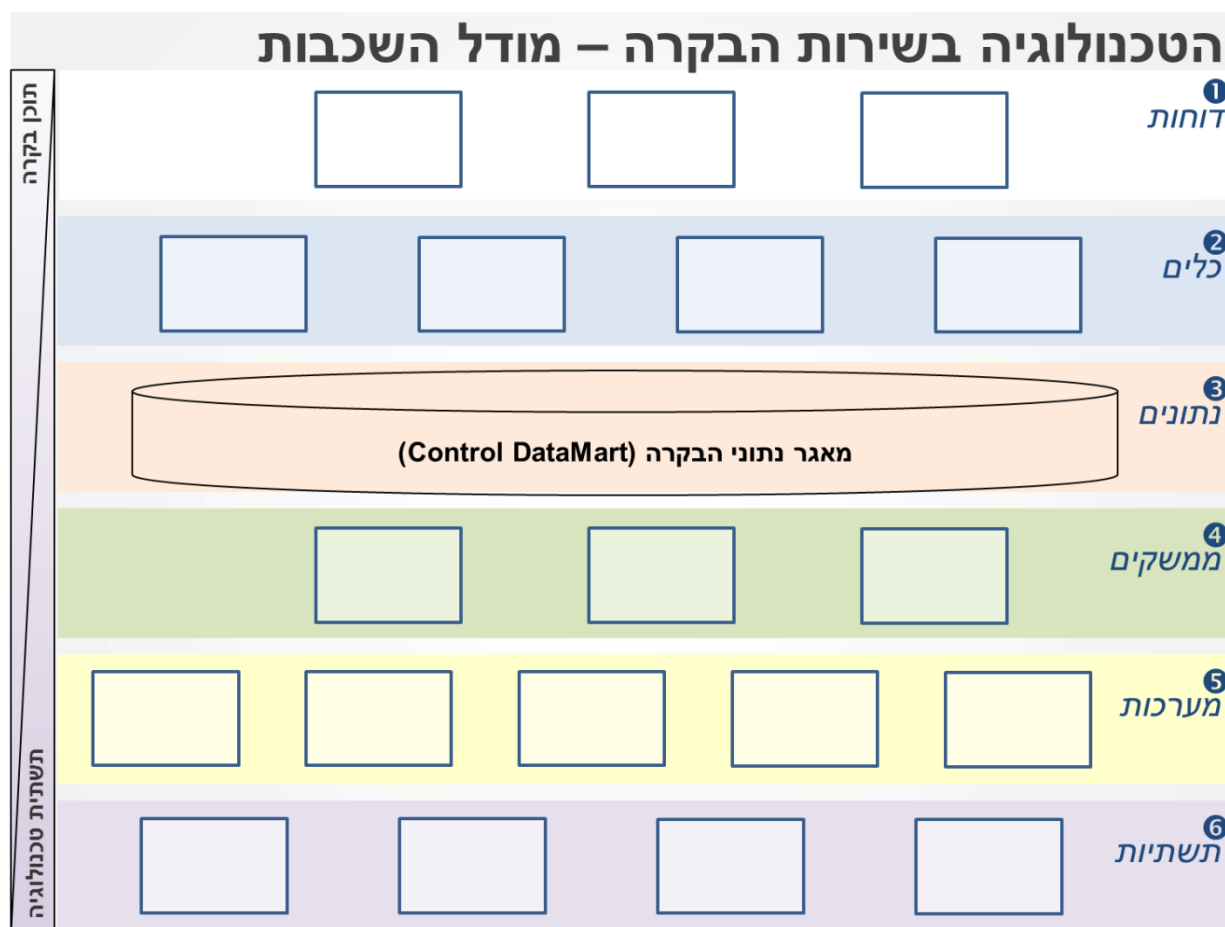 הטכנולוגיה בשירות הבקרה – מודל השכבות
תוכן בקרה
❶
דוחות
❷
כלים
❸
נתונים
מאגר נתוני הבקרה (Control DataMart)
❹
ממשקים
❺
מערכות
❻
תשתיות
תשתית טכנולוגיה